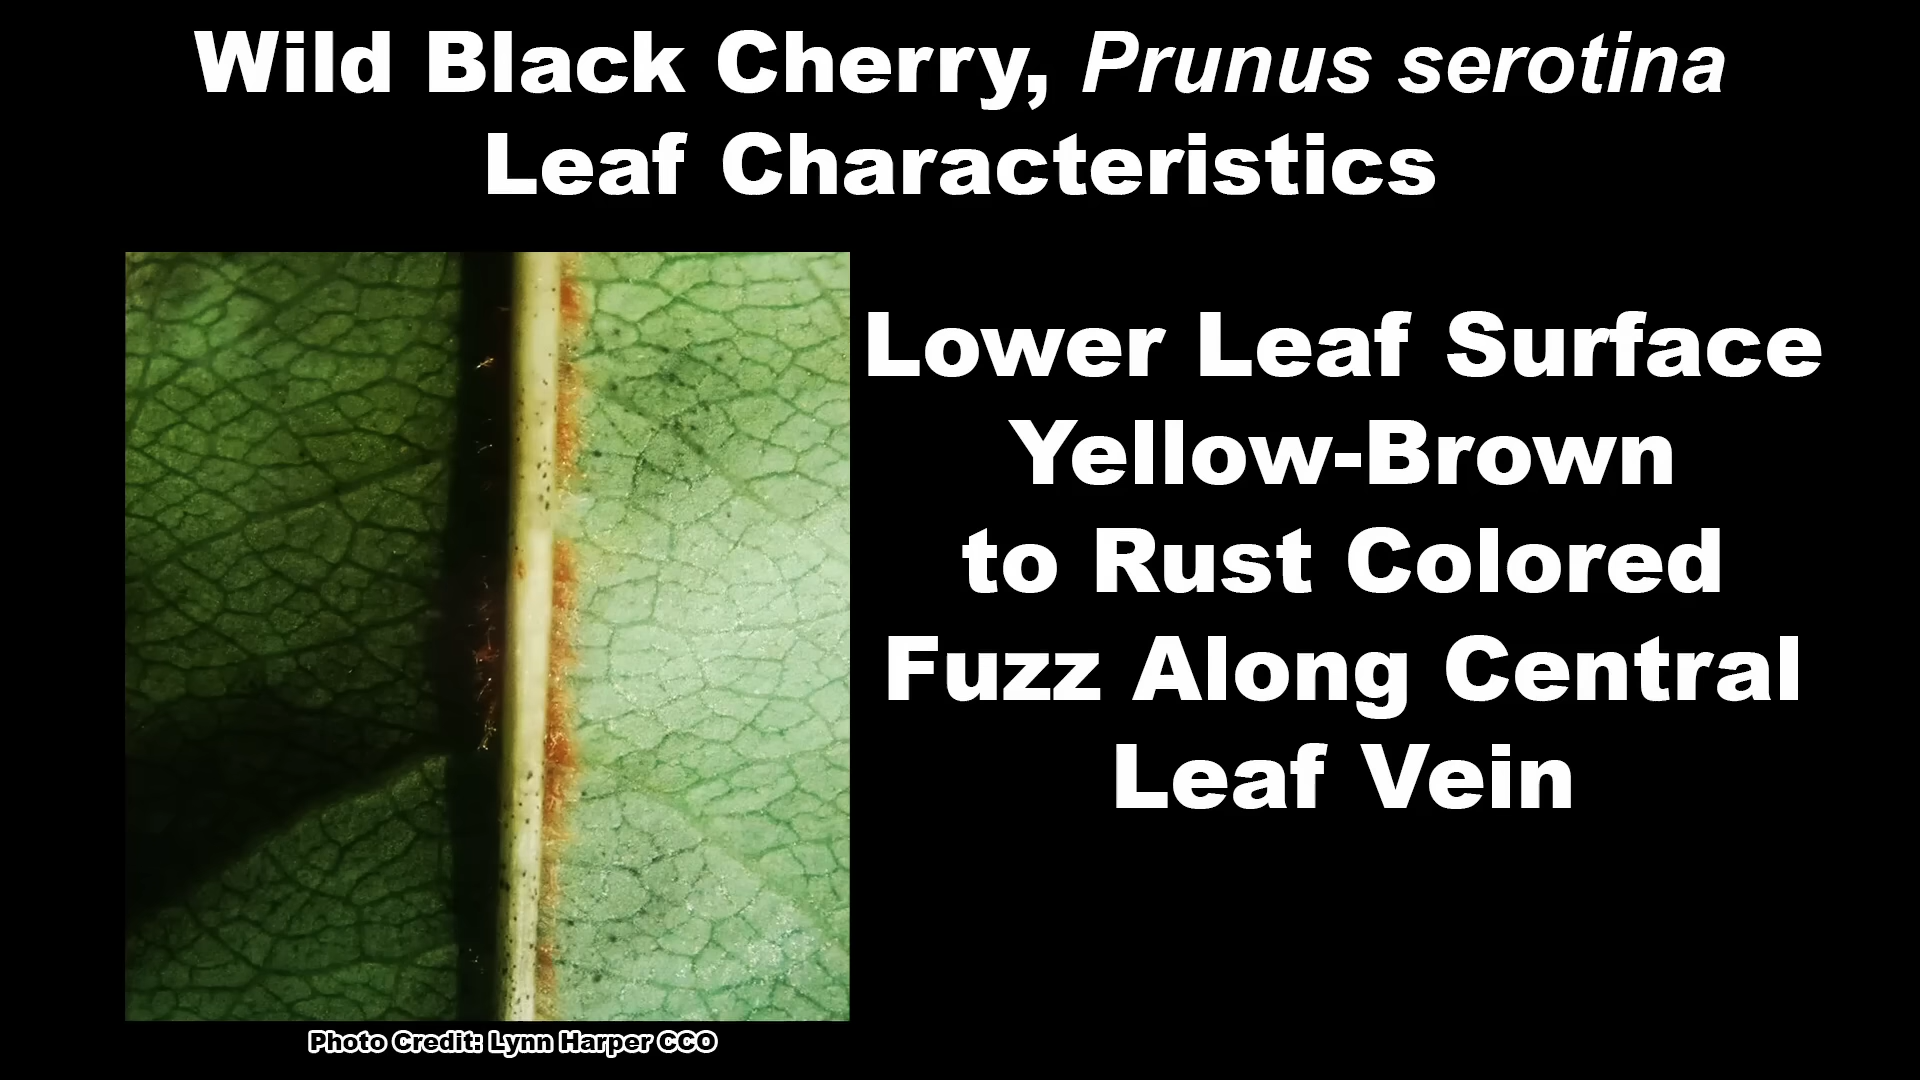 Wild Black Cherry, Prunus serotina
Leaf Characteristics
Lower Leaf Surface
Yellow-Brown
to Rust Colored
Fuzz Along Central
Leaf Vein
Photo Credit: Lynn Harper CCO